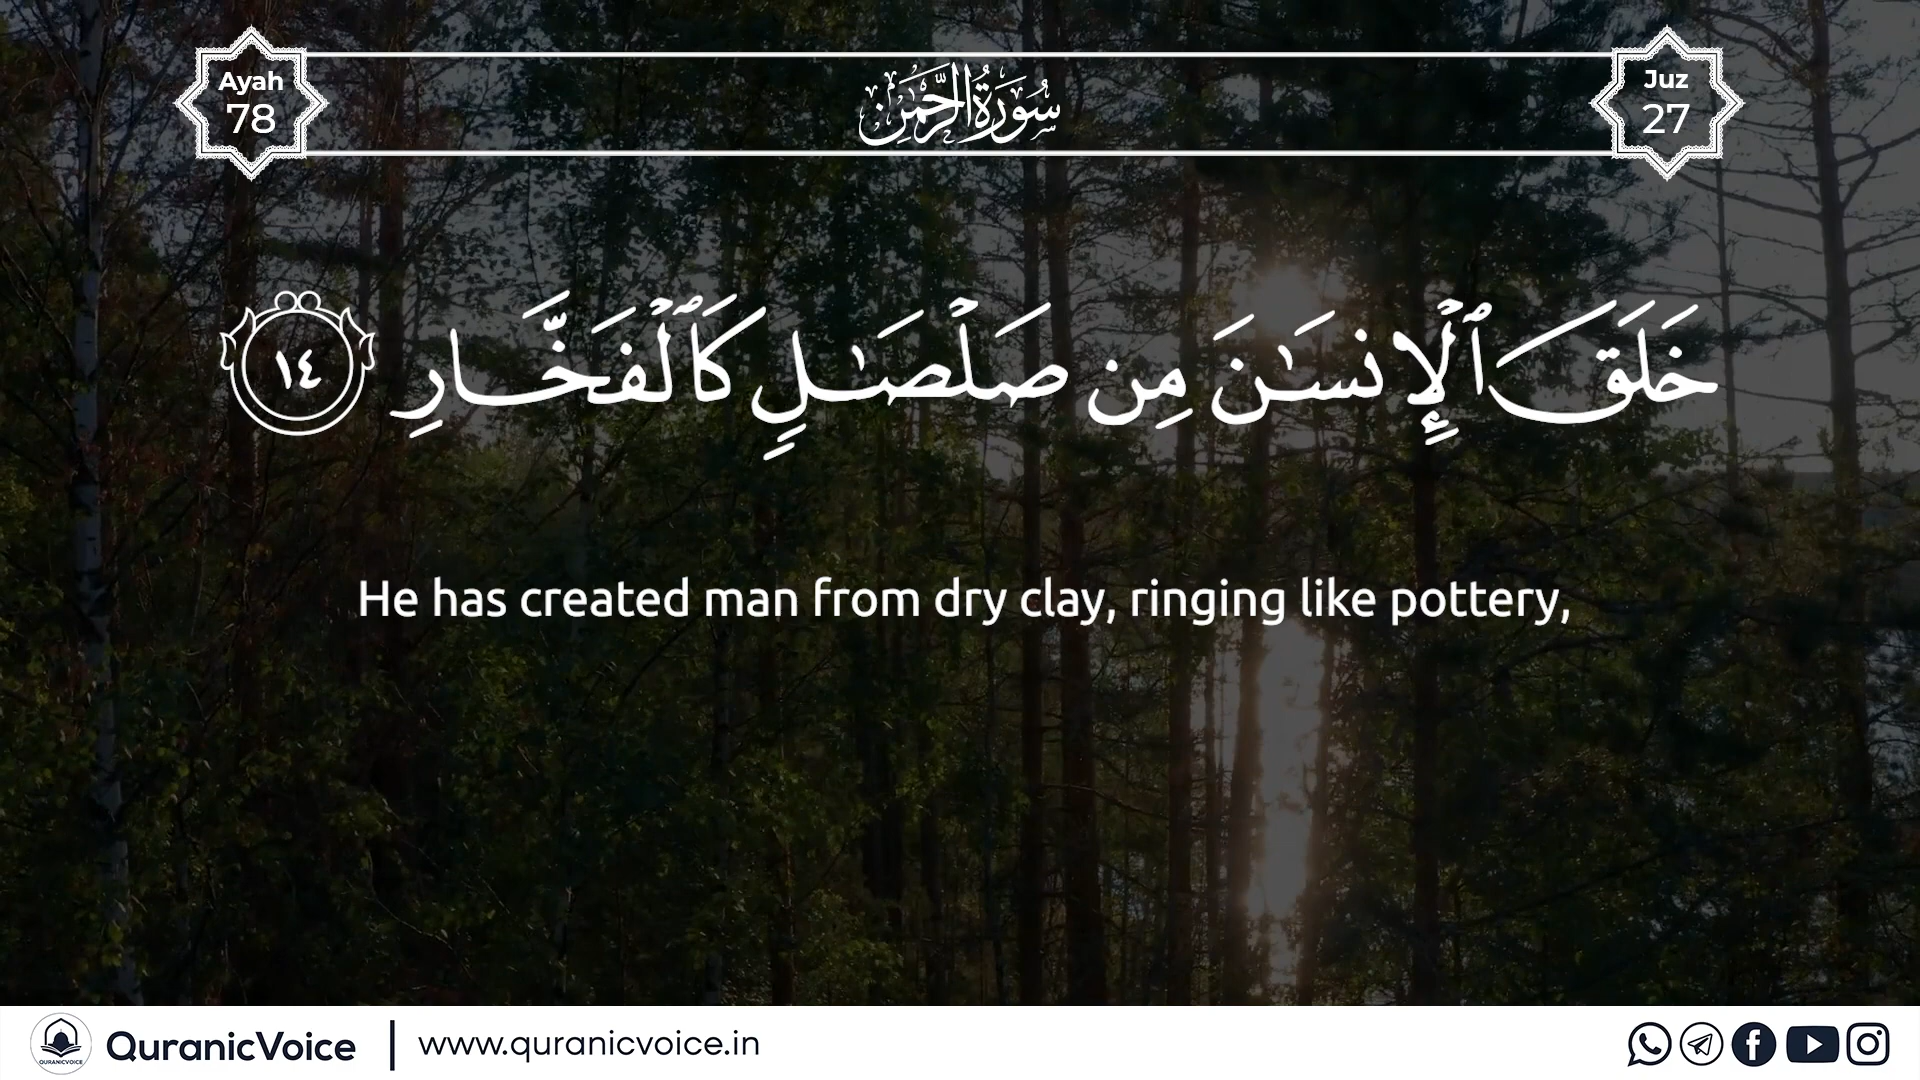 Ayah
78
سُورَةُ الرَّحْمَٰن
Juz
27
خَلَقَ ٱلْإِنسَٰنَ مِن صَلْصَٰلٍ كَٱلْفَخَّارِ ١٤
He has created man from dry clay, ringing like pottery,
QURANICVOICE
QuranicVoice | www.quranicvoice.in